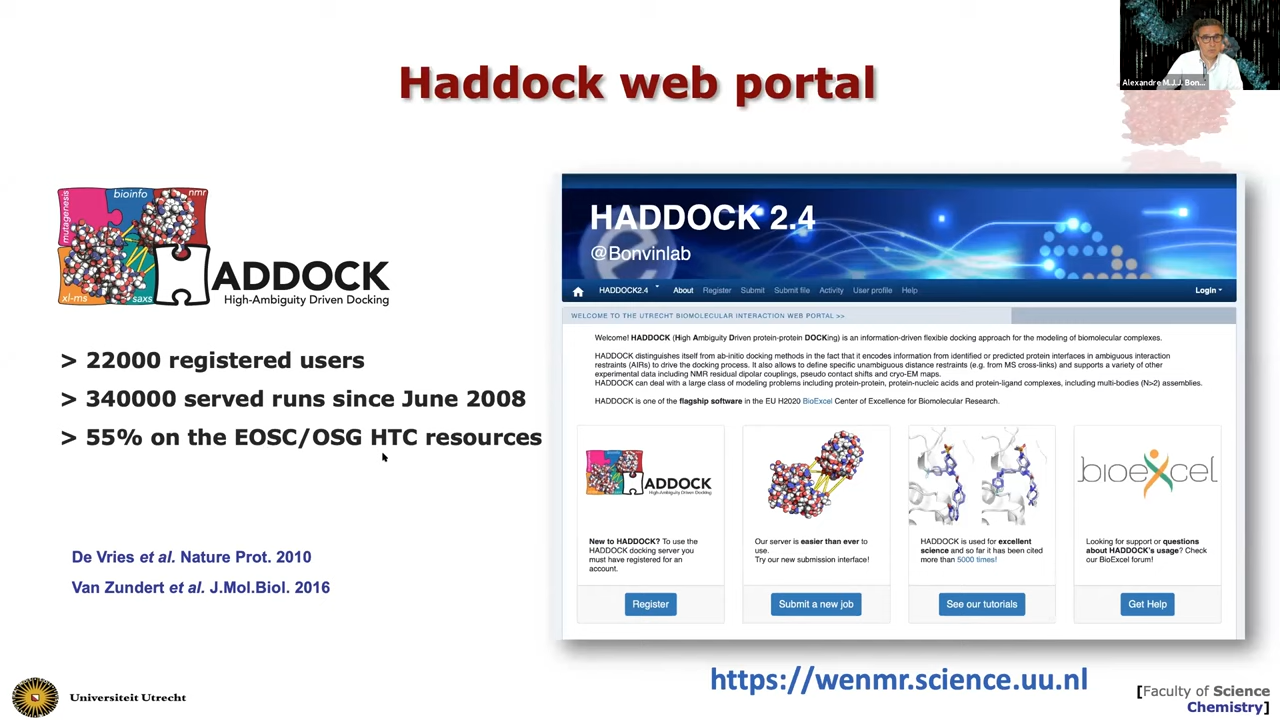 Alexandre M.J.J. Bon...
Haddock web portal
mutagenesis
bioinfo
nmr
xl-ms
saxs
ADDOCK
High-Ambiguity Driven Docking
> 22000 registered users
> 340000 served runs since June 2008
> 55% on the EOSC/OSG HTC resources
De Vries et al. Nature Prot. 2010
Van Zundert et al. J.Mol.Biol. 2016
HADDOCK 2.4
@Bonvinlab
HADDOCK2.4 About Register Submit Submit file Activity User profile Help Login
WELCOME TO THE UTRECHT BIOMOLECULAR INTERACTION WEB PORTAL >>
Welcome! HADDOCK (High Ambiguity Driven protein-protein DOCKing) is an information-driven flexible docking approach for the modeling of biomolecular complexes.
HADDOCK distinguishes itself from ab-initio docking methods in the fact that it encodes information from identified or predicted protein interfaces in ambiguous interaction
restraints (AIRs) to drive the docking process. It also allows to define specific unambiguous distance restraints (e.g. from MS cross-links) and supports a variety of other
experimental data including NMR residual dipolar couplings, pseudo contact shifts and cryo-EM maps.
HADDOCK can deal with a large class of modeling problems including protein-protein, protein-nucleic acids and protein-ligand complexes, including multi-bodies (N>2) assemblies.
HADDOCK is one of the flagship software in the EU H2020 BioExcel Center of Excellence for Biomolecular Research.
ADDOCK
High-Ambiguity Driven Docking
New to HADDOCK? To use the
HADDOCK docking server you
must have registered for an
account.
Register
Our server is easier than ever to
use.
Try our new submission interface!
Submit a new job
HADDOCK is used for excellent
science and so far it has been cited
more than 5000 times!
See our tutorials
bioexcel
Looking for support or questions
about HADDOCK's usage? Check
our BioExcel forum!
Get Help
https://wenmr.science.uu.nl
Universiteit Utrecht
[Faculty of Science
Chemistry]